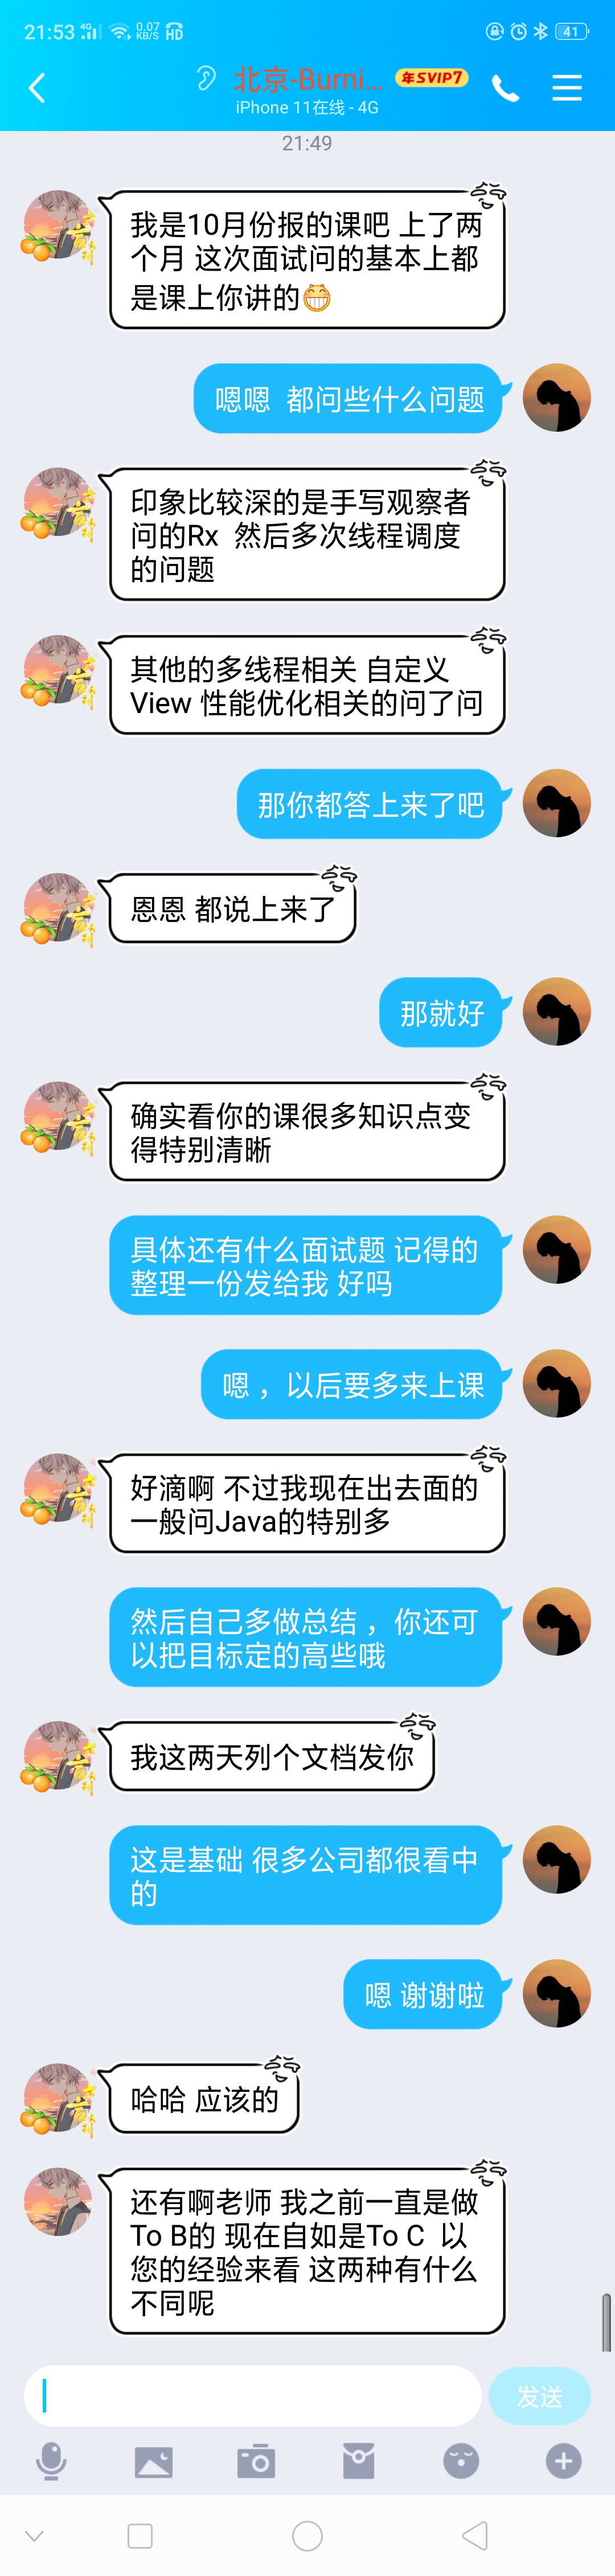 21:53 4G 0.07 KB/S HD 41
北京-Burni... 年SVIP7
iPhone 11在线 - 4G
21:49
我是10月份报的课吧 上了两
个月 这次面试问的基本上都
是课上你讲的😁
嗯嗯 都问些什么问题
印象比较深的是手写观察者
问的Rx 然后多次线程调度
的问题
其他的多线程相关 自定义
View 性能优化相关的问了问
那你都答上来了吧
恩恩 都说上来了
那就好
确实看你的课很多知识点变
得特别清晰
具体还有什么面试题 记得的
整理一份发给我 好吗
嗯，以后要多来上课
好滴啊 不过我现在出去面的
一般问Java的特别多
然后自己多做总结，你还可
以把目标定的高些哦
我这两天列个文档发你
这是基础 很多公司都很看中
的
嗯 谢谢啦
哈哈 应该的
还有啊老师 我之前一直是做
To B的 现在自如是To C 以
您的经验来看 这两种有什么
不同呢
发送